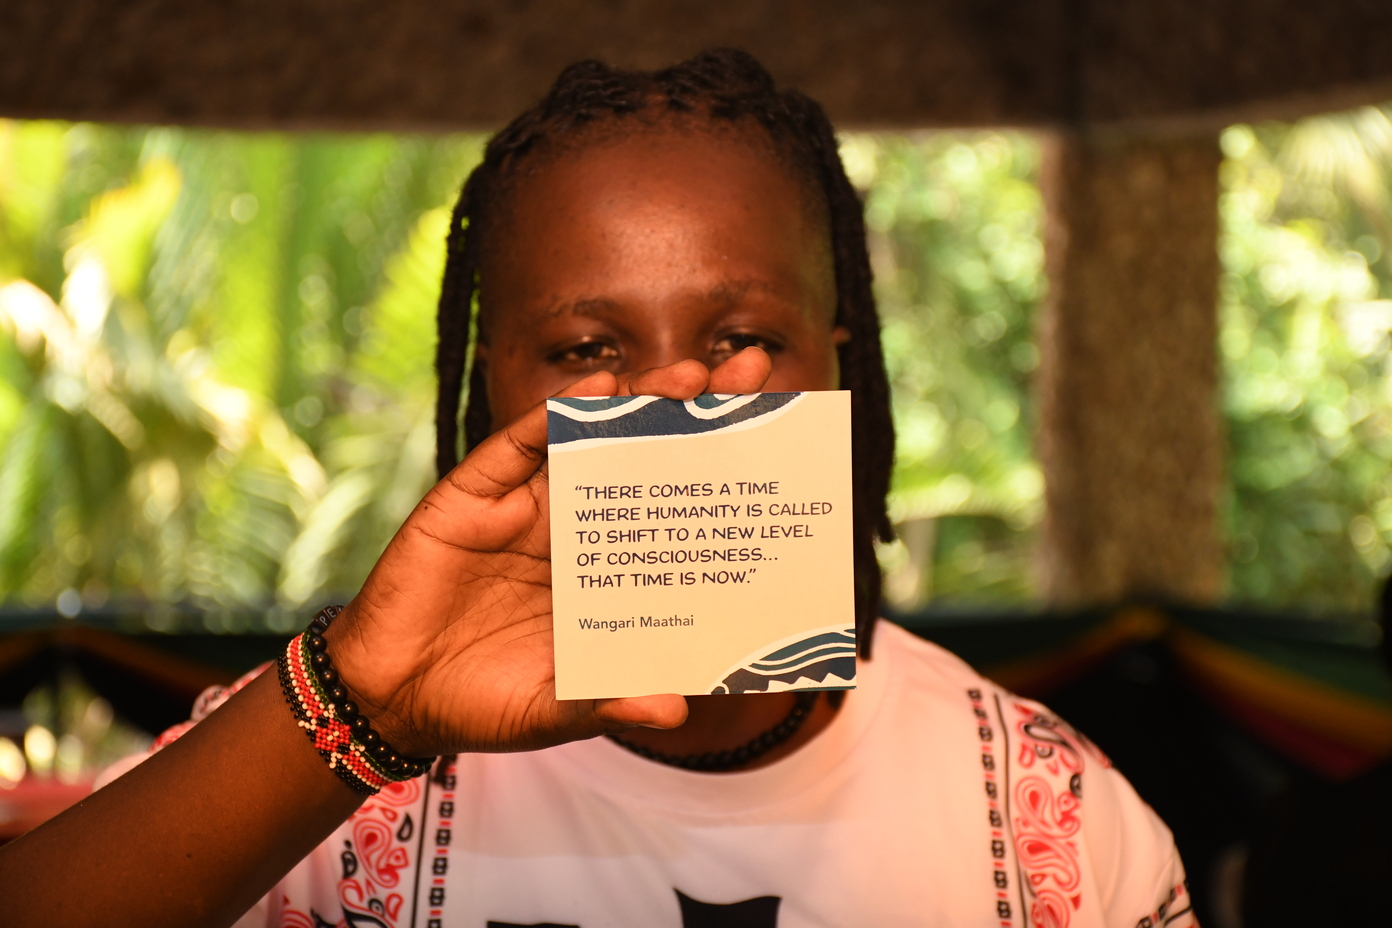 “THERE COMES A TIME
WHERE HUMANITY IS CALLED
TO SHIFT TO A NEW LEVEL
OF CONSCIOUSNESS...
THAT TIME IS NOW.”
Wangari Maathai